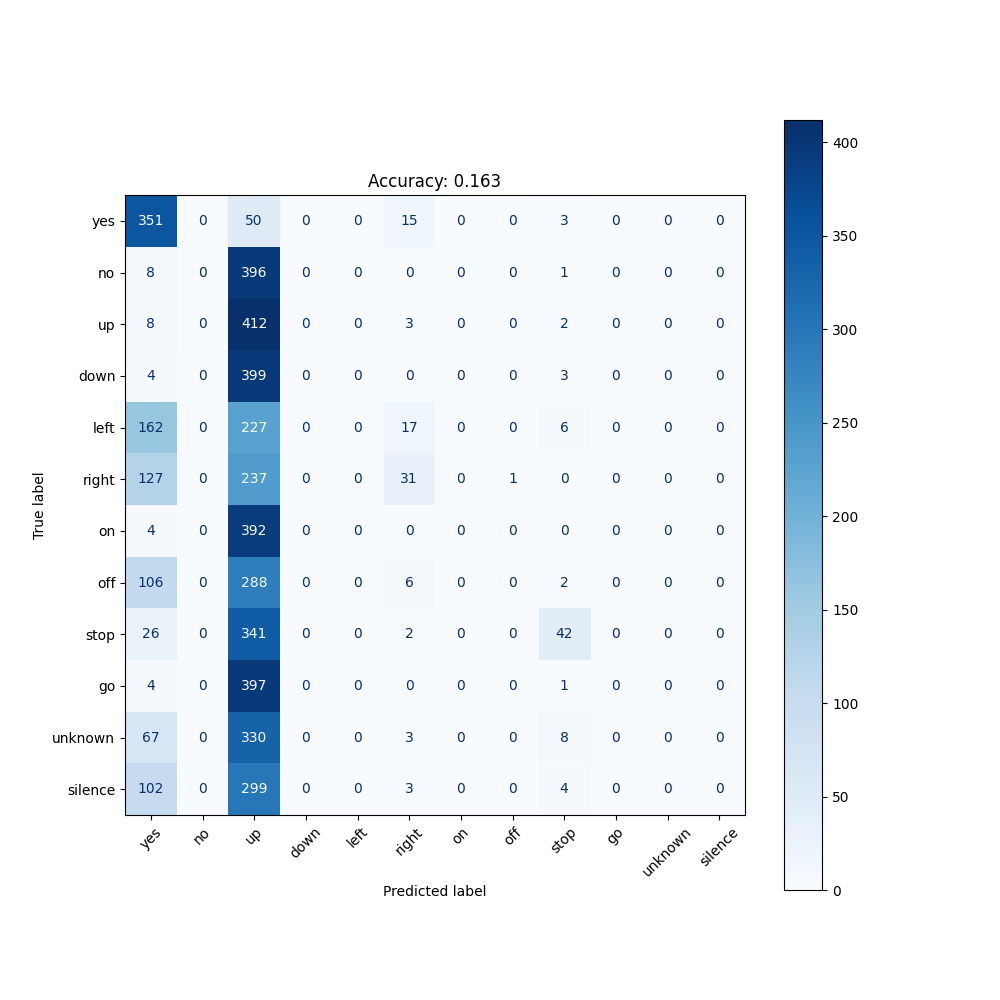 Accuracy: 0.163
yes 351 0 50 0 0 15 0 0 3 0 0 0
no 8 0 396 0 0 0 0 0 1 0 0 0
up 8 0 412 0 0 3 0 0 2 0 0 0
down 4 0 399 0 0 0 0 0 3 0 0 0
left 162 0 227 0 0 17 0 0 6 0 0 0
right 127 0 237 0 0 31 0 1 0 0 0 0
on 4 0 392 0 0 0 0 0 0 0 0 0
off 106 0 288 0 0 6 0 0 2 0 0 0
stop 26 0 341 0 0 2 0 0 42 0 0 0
go 4 0 397 0 0 0 0 0 1 0 0 0
unknown 67 0 330 0 0 3 0 0 8 0 0 0
silence 102 0 299 0 0 3 0 0 4 0 0 0
yes no up down left right on off stop go unknown silence
Predicted label
True label
400
350
300
250
200
150
100
50
0